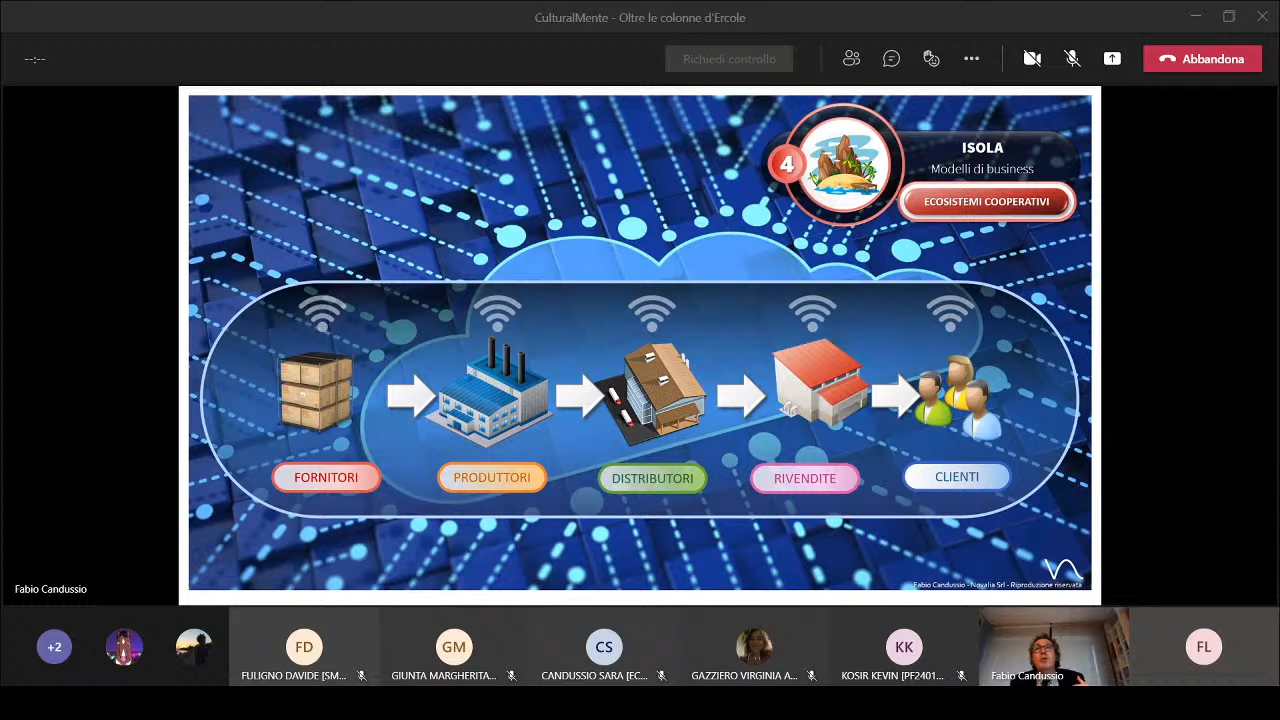 CulturalMente - Oltre le colonne d'Ercole
--:--
Richiedi controllo
Abbandona
4
ISOLA
Modelli di business
ECOSISTEMI COOPERATIVI
FORNITORI
PRODUTTORI
DISTRIBUTORI
RIVENDITE
CLIENTI
Fabio Candussio - Novalia Srl - Riproduzione riservata
Fabio Candussio
+2
FD
GM
CS
KK
FL
FULIGNO DAVIDE [SM...
GIUNTA MARGHERITA...
CANDUSSIO SARA [EC...
GAZZIERO VIRGINIA A...
KOSIR KEVIN [PF2401...
Fabio Candussio